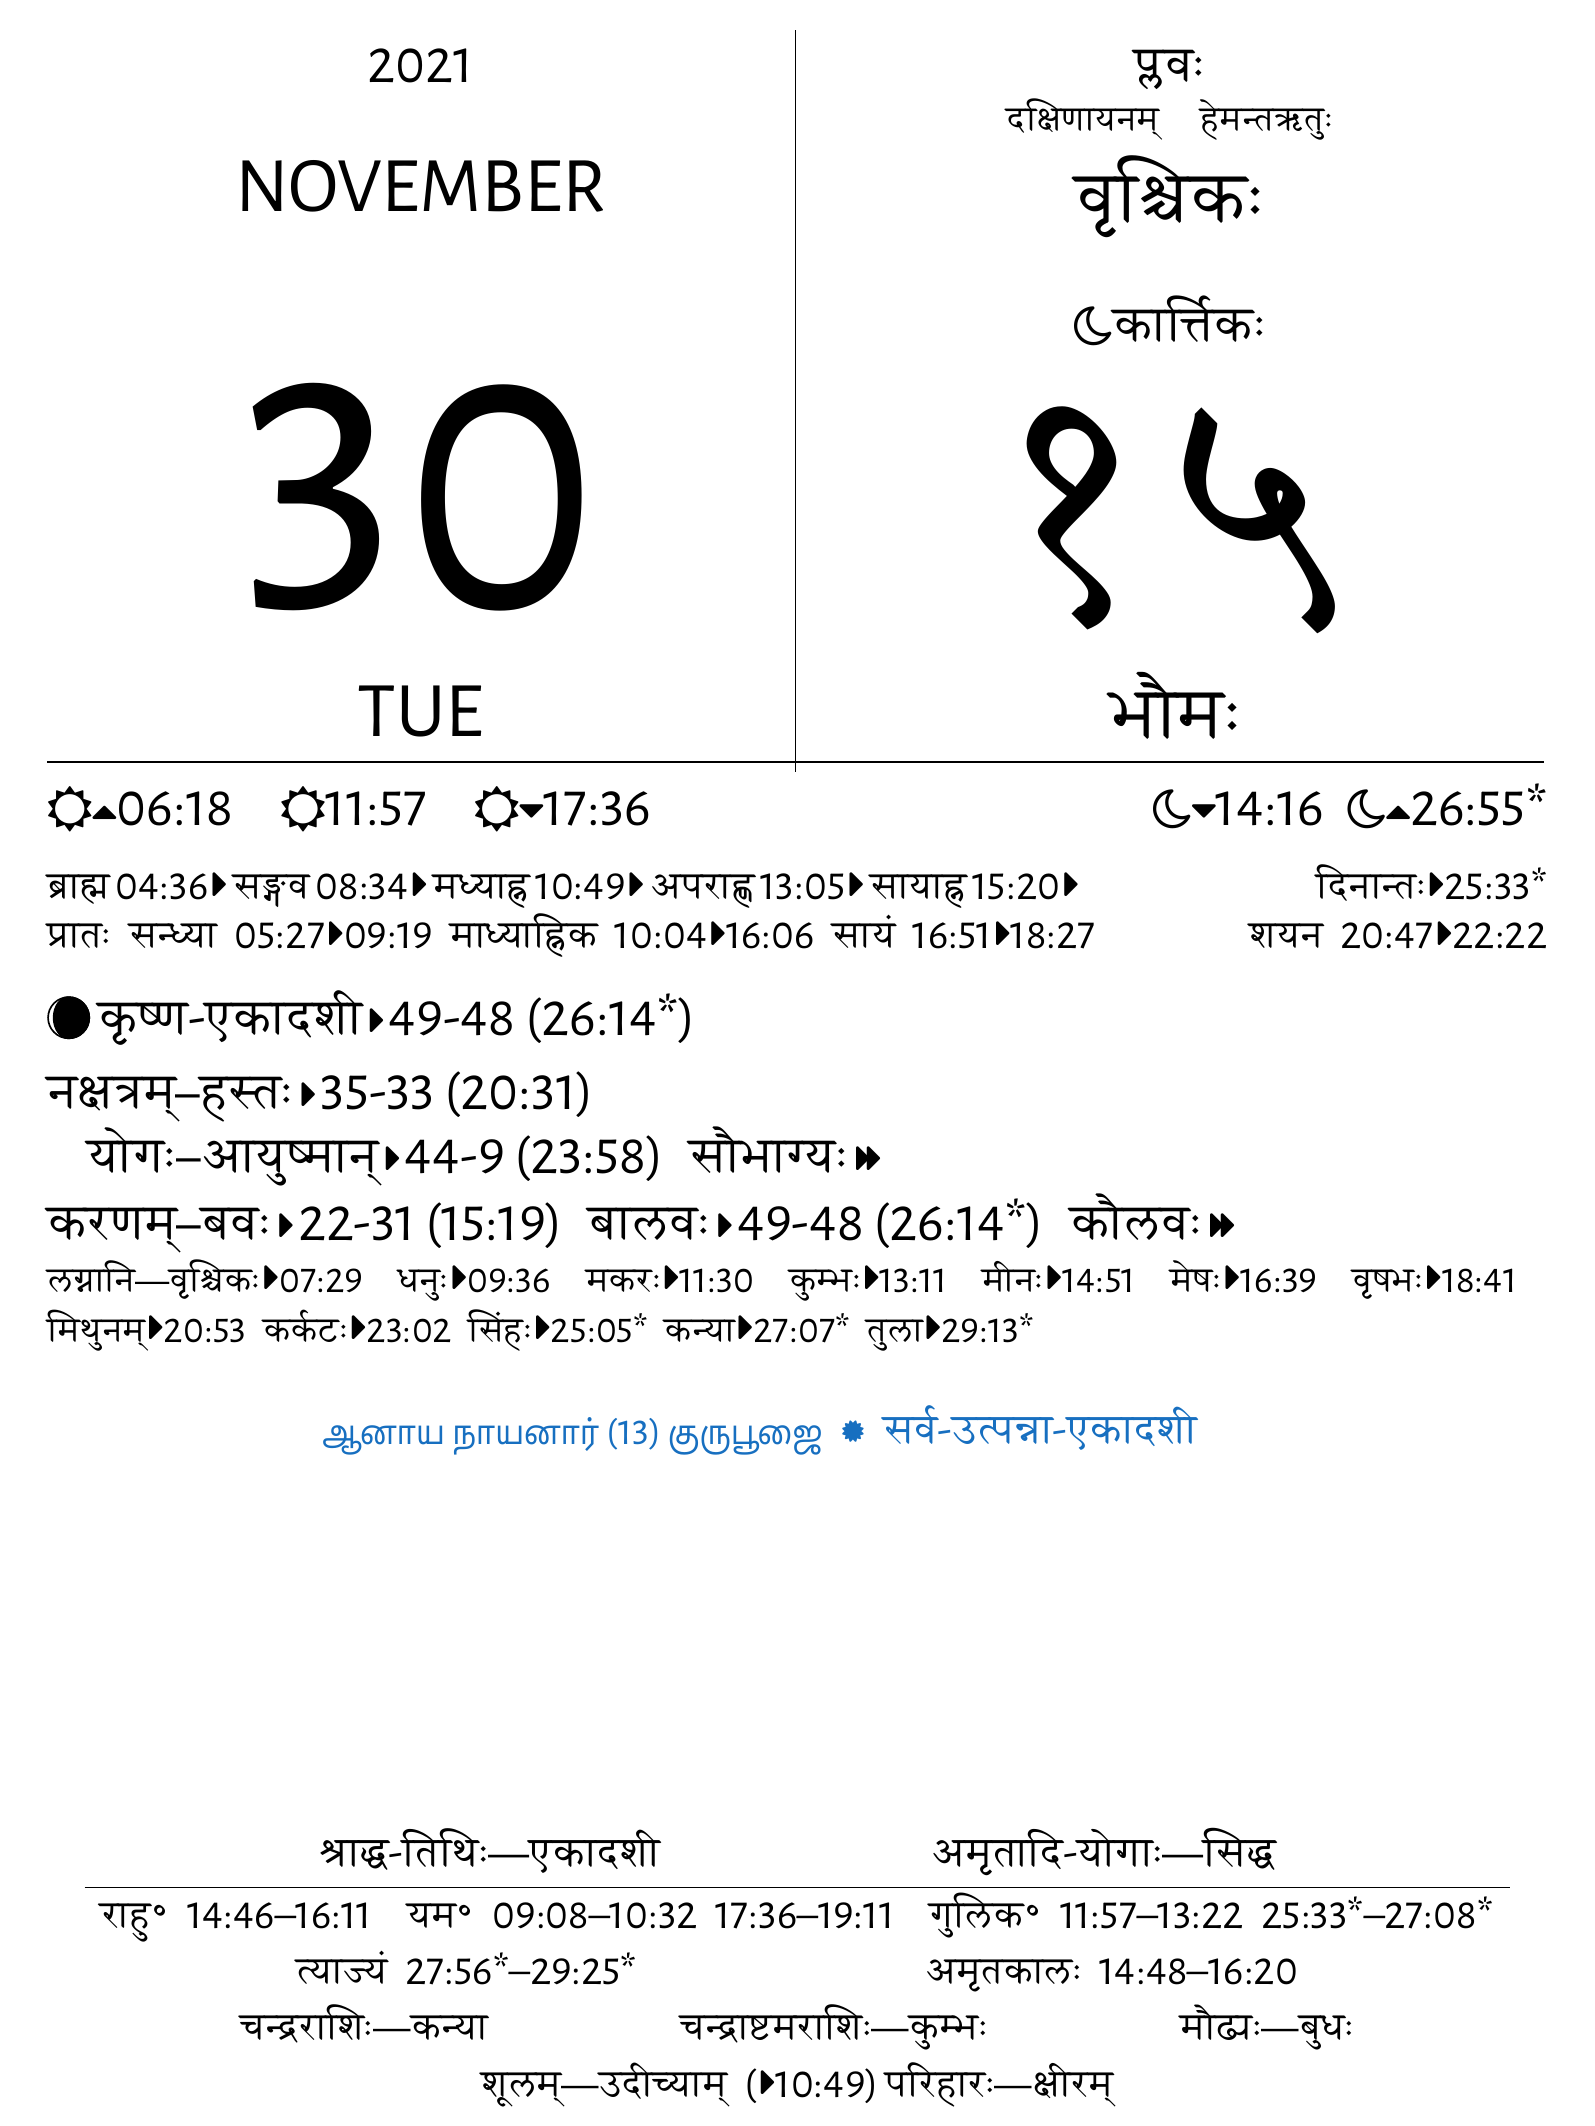 2021
NOVEMBER
30
TUE
प्लवः
दक्षिणायनम् हेमन्तऋतुः
वृश्चिकः
कार्त्तिकः
१५
भौमः
06:18 11:57 17:36 14:16 26:55*
ब्राह्म 04:36 सङ्गव 08:34 मध्याह्न 10:49 अपराह्ण 13:05 सायाह्न 15:20 दिनान्तः 25:33*
प्रातः सन्ध्या 05:27 09:19 माध्याह्निक 10:04 16:06 सायं 16:51 18:27 शयन 20:47 22:22
कृष्ण-एकादशी 49-48 (26:14*)
नक्षत्रम्–हस्तः 35-33 (20:31)
योगः–आयुष्मान् 44-9 (23:58) सौभाग्यः
करणम्–बवः 22-31 (15:19) बालवः 49-48 (26:14*) कौलवः
लग्नानि—वृश्चिकः 07:29 धनुः 09:36 मकरः 11:30 कुम्भः 13:11 मीनः 14:51 मेषः 16:39 वृषभः 18:41
मिथुनम् 20:53 कर्कटः 23:02 सिंहः 25:05* कन्या 27:07* तुला 29:13*
ஆனாய நாயனார் (13) குருபூஜை सर्व-उत्पन्ना-एकादशी
श्राद्ध-तिथिः—एकादशी अमृतादि-योगाः—सिद्ध
राहु॰ 14:46–16:11 यम॰ 09:08–10:32 17:36–19:11 गुलिक॰ 11:57–13:22 25:33*–27:08*
त्याज्यं 27:56*–29:25* अमृतकालः 14:48–16:20
चन्द्रराशिः—कन्या चन्द्राष्टमराशिः—कुम्भः मौढ्यः—बुधः
शूलम्—उदीच्याम् (10:49) परिहारः—क्षीरम्